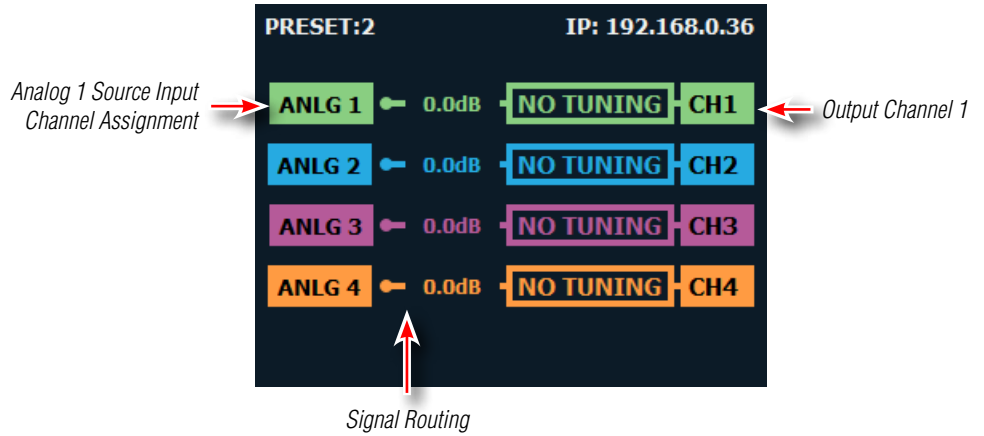 PRESET:2 IP: 192.168.0.36
Analog 1 Source Input
Channel Assignment
ANLG 1 0.0dB NO TUNING CH1
Output Channel 1
ANLG 2 0.0dB NO TUNING CH2
ANLG 3 0.0dB NO TUNING CH3
ANLG 4 0.0dB NO TUNING CH4
Signal Routing